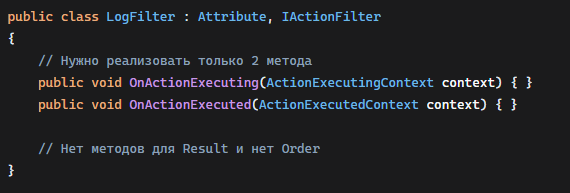 public class LogFilter : Attribute, IActionFilter
{
    // Нужно реализовать только 2 метода
    public void OnActionExecuting(ActionExecutingContext context) { }
    public void OnActionExecuted(ActionExecutedContext context) { }
    // Нет методов для Result и нет Order
}